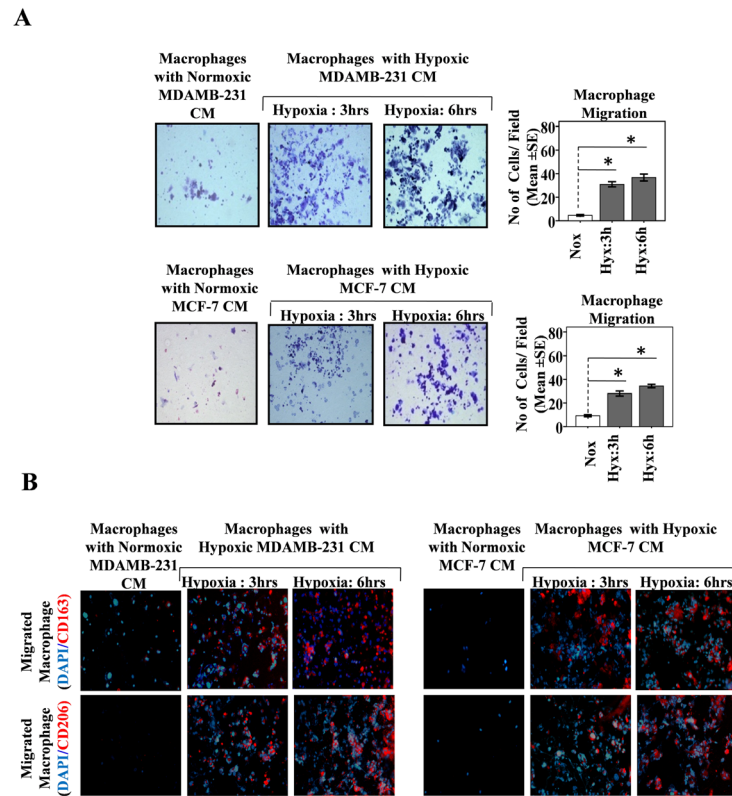 A
Macrophages
with Normoxic
MDAMB-231
CM
Macrophages with Hypoxic
MDAMB-231 CM
Hypoxia : 3hrs
Hypoxia: 6hrs
Macrophage
Migration
No of Cells/ Field
(Mean ±SE)
80
60
40
20
0
*
*
Nox
Hyx:3h
Hyx:6h
Macrophages
with Normoxic
MCF-7 CM
Macrophages with Hypoxic
MCF-7 CM
Hypoxia : 3hrs
Hypoxia: 6hrs
Macrophage
Migration
No of Cells/ Field
(Mean ±SE)
80
60
40
20
0
*
*
Nox
Hyx:3h
Hyx:6h
B
Macrophages
with Normoxic
MDAMB-231
CM
Macrophages with
Hypoxic MDAMB-231 CM
Hypoxia : 3hrs
Hypoxia: 6hrs
Macrophages
with Normoxic
MCF-7 CM
Macrophages with Hypoxic
MCF-7 CM
Hypoxia : 3hrs
Hypoxia: 6hrs
Migrated
Macrophage
(DAPI/CD163)
Migrated
Macrophage
(DAPI/CD206)